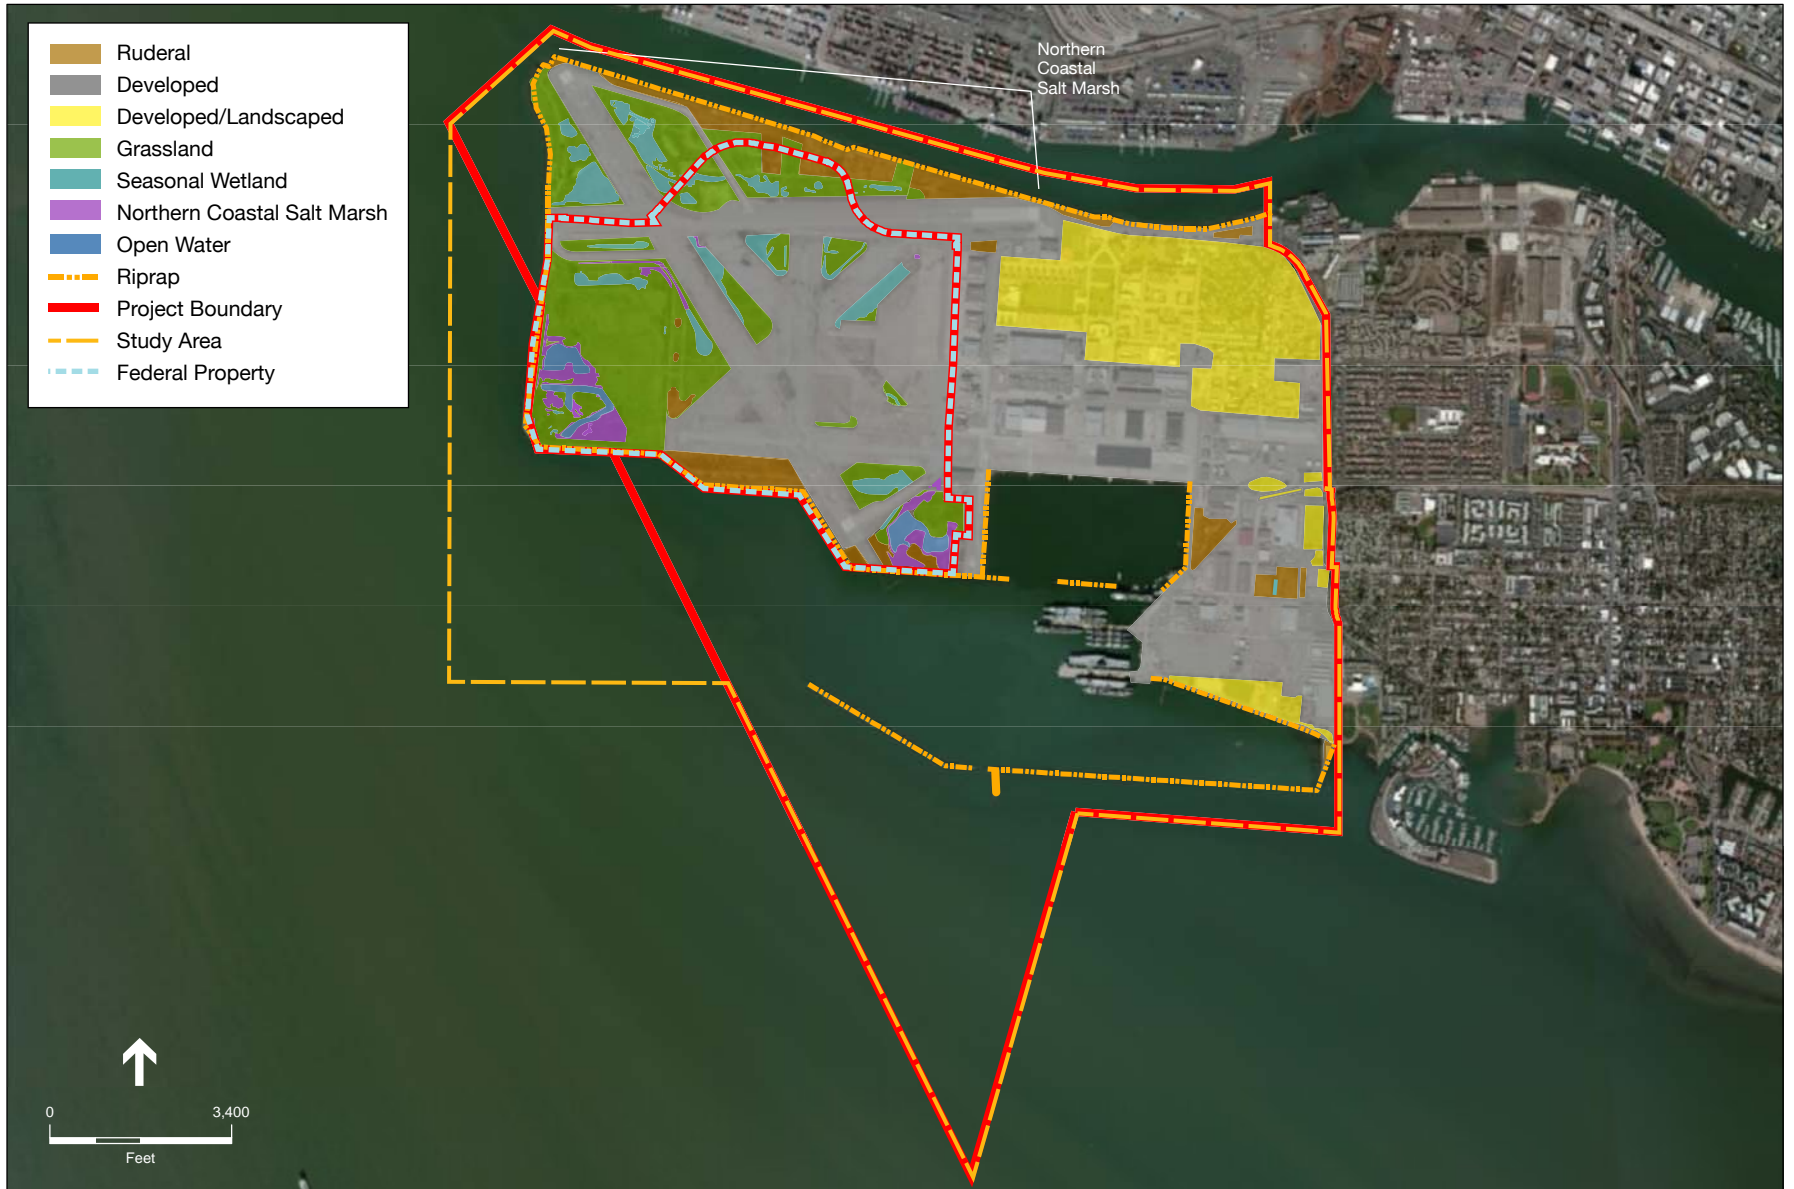 Ruderal
Developed
Developed/Landscaped
Grassland
Seasonal Wetland
Northern Coastal Salt Marsh
Open Water
Riprap
Project Boundary
Study Area
Federal Property
Northern
Coastal
Salt Marsh
0 3,400
Feet